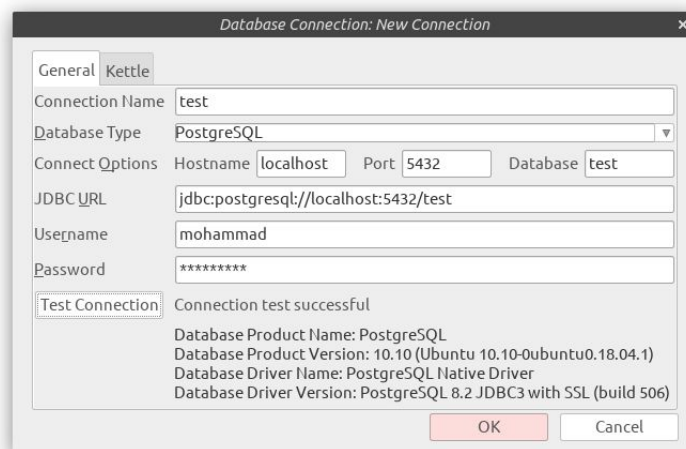 Database Connection: New Connection
General Kettle
Connection Name test
Database Type PostgreSQL
Connect Options Hostname localhost Port 5432 Database test
JDBC URL jdbc:postgresql://localhost:5432/test
Username mohammad
Password *********
Test Connection Connection test successful
Database Product Name: PostgreSQL
Database Product Version: 10.10 (Ubuntu 10.10-0ubuntu0.18.04.1)
Database Driver Name: PostgreSQL Native Driver
Database Driver Version: PostgreSQL 8.2 JDBC3 with SSL (build 506)
OK Cancel